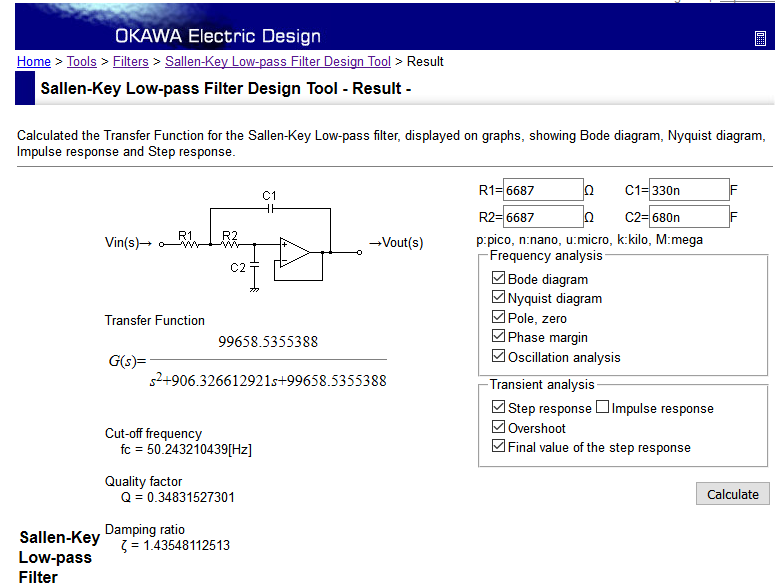 OKAWA Electric Design
Home > Tools > Filters > Sallen-Key Low-pass Filter Design Tool > Result
Sallen-Key Low-pass Filter Design Tool - Result -
Calculated the Transfer Function for the Sallen-Key Low-pass filter, displayed on graphs, showing Bode diagram, Nyquist diagram,
Impulse response and Step response.
C1
R1
R2
Vin(s)→
→Vout(s)
C2
+
-
Transfer Function
99658.5355388
G(s)=
s²+906.326612921s+99658.5355388
Cut-off frequency
fc = 50.243210439[Hz]
Quality factor
Q = 0.34831527301
Damping ratio
ζ = 1.43548112513
Sallen-Key
Low-pass
Filter
R1= 6687 Ω C1= 330n F
R2= 6687 Ω C2= 680n F
p:pico, n:nano, u:micro, k:kilo, M:mega
Frequency analysis
Bode diagram
Nyquist diagram
Pole, zero
Phase margin
Oscillation analysis
Transient analysis
Step response Impulse response
Overshoot
Final value of the step response
Calculate